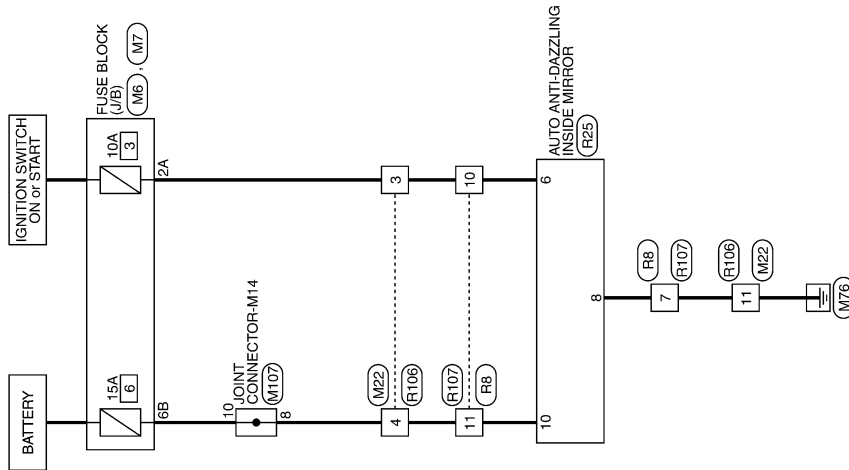 BATTERY
IGNITION SWITCH
ON or START
15A
6
10A
3
FUSE BLOCK
(J/B)
M6 , M7
6B
2A
10
JOINT
CONNECTOR-M14
M107
8
M22
4
3
R106
R107
11
10
R8
10
6
AUTO ANTI-DAZZLING
INSIDE MIRROR
R25
8
R8
7
R107
R106
11
M22
M76